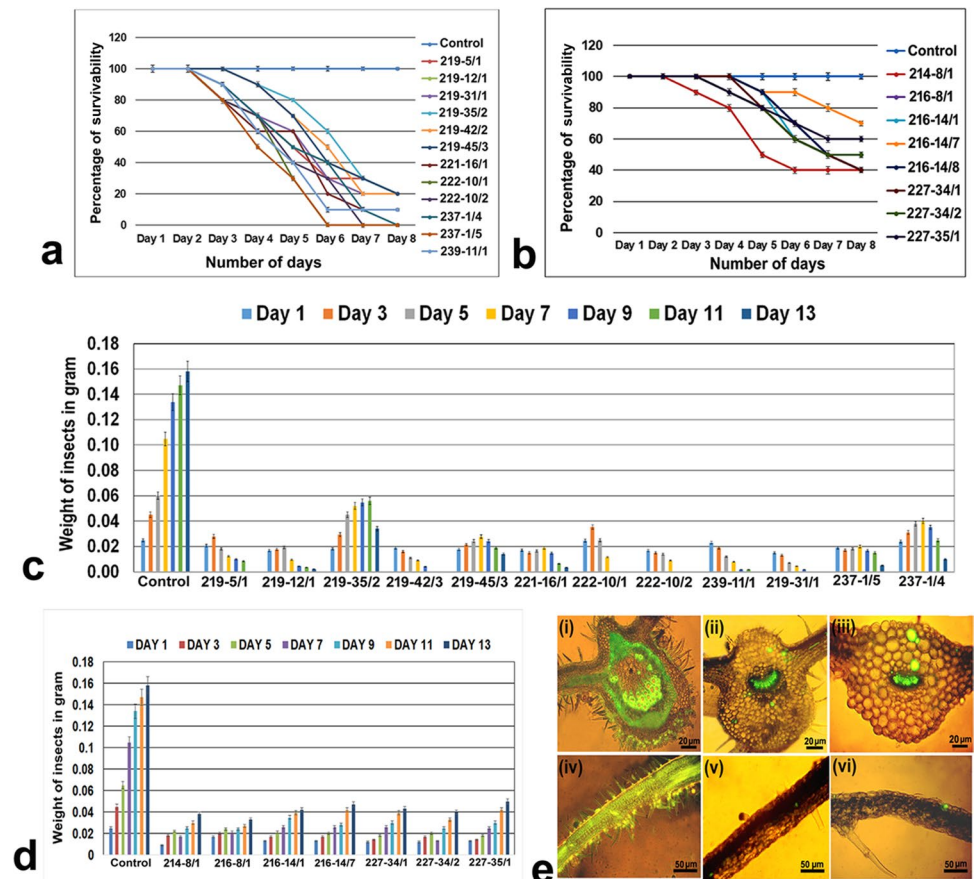 a
Percentage of survivability
120
100
80
60
40
20
0
Day 1 Day 2 Day 3 Day 4 Day 5 Day 6 Day 7 Day 8
Number of days
Control
219-5/1
219-12/1
219-31/1
219-35/2
219-42/2
219-45/3
221-16/1
222-10/1
222-10/2
237-1/4
237-1/5
239-11/1
b
Percentage of survivability
120
100
80
60
40
20
0
Day 1 Day 2 Day 3 Day 4 Day 5 Day 6 Day 7 Day 8
Number of days
Control
214-8/1
216-8/1
216-14/1
216-14/7
216-14/8
227-34/1
227-34/2
227-35/1
c
Day 1 Day 3 Day 5 Day 7 Day 9 Day 11 Day 13
Weight of insects in gram
0.18
0.16
0.14
0.12
0.10
0.08
0.06
0.04
0.02
0.00
Control 219-5/1 219-12/1 219-35/2 219-42/3 219-45/3 221-16/1 222-10/1 222-10/2 239-11/1 219-31/1 237-1/5 237-1/4
d
DAY 1 DAY 3 DAY 5 DAY 7 DAY 9 DAY 11 DAY 13
Weight of insects in gram
0.18
0.16
0.14
0.12
0.1
0.08
0.06
0.04
0.02
0
Control 214-8/1 216-8/1 216-14/1 216-14/7 227-34/1 227-34/2 227-35/1
e
(i) (ii) (iii)
20 µm 20 µm 20 µm
(iv) (v) (vi)
50 µm 50 µm 50 µm